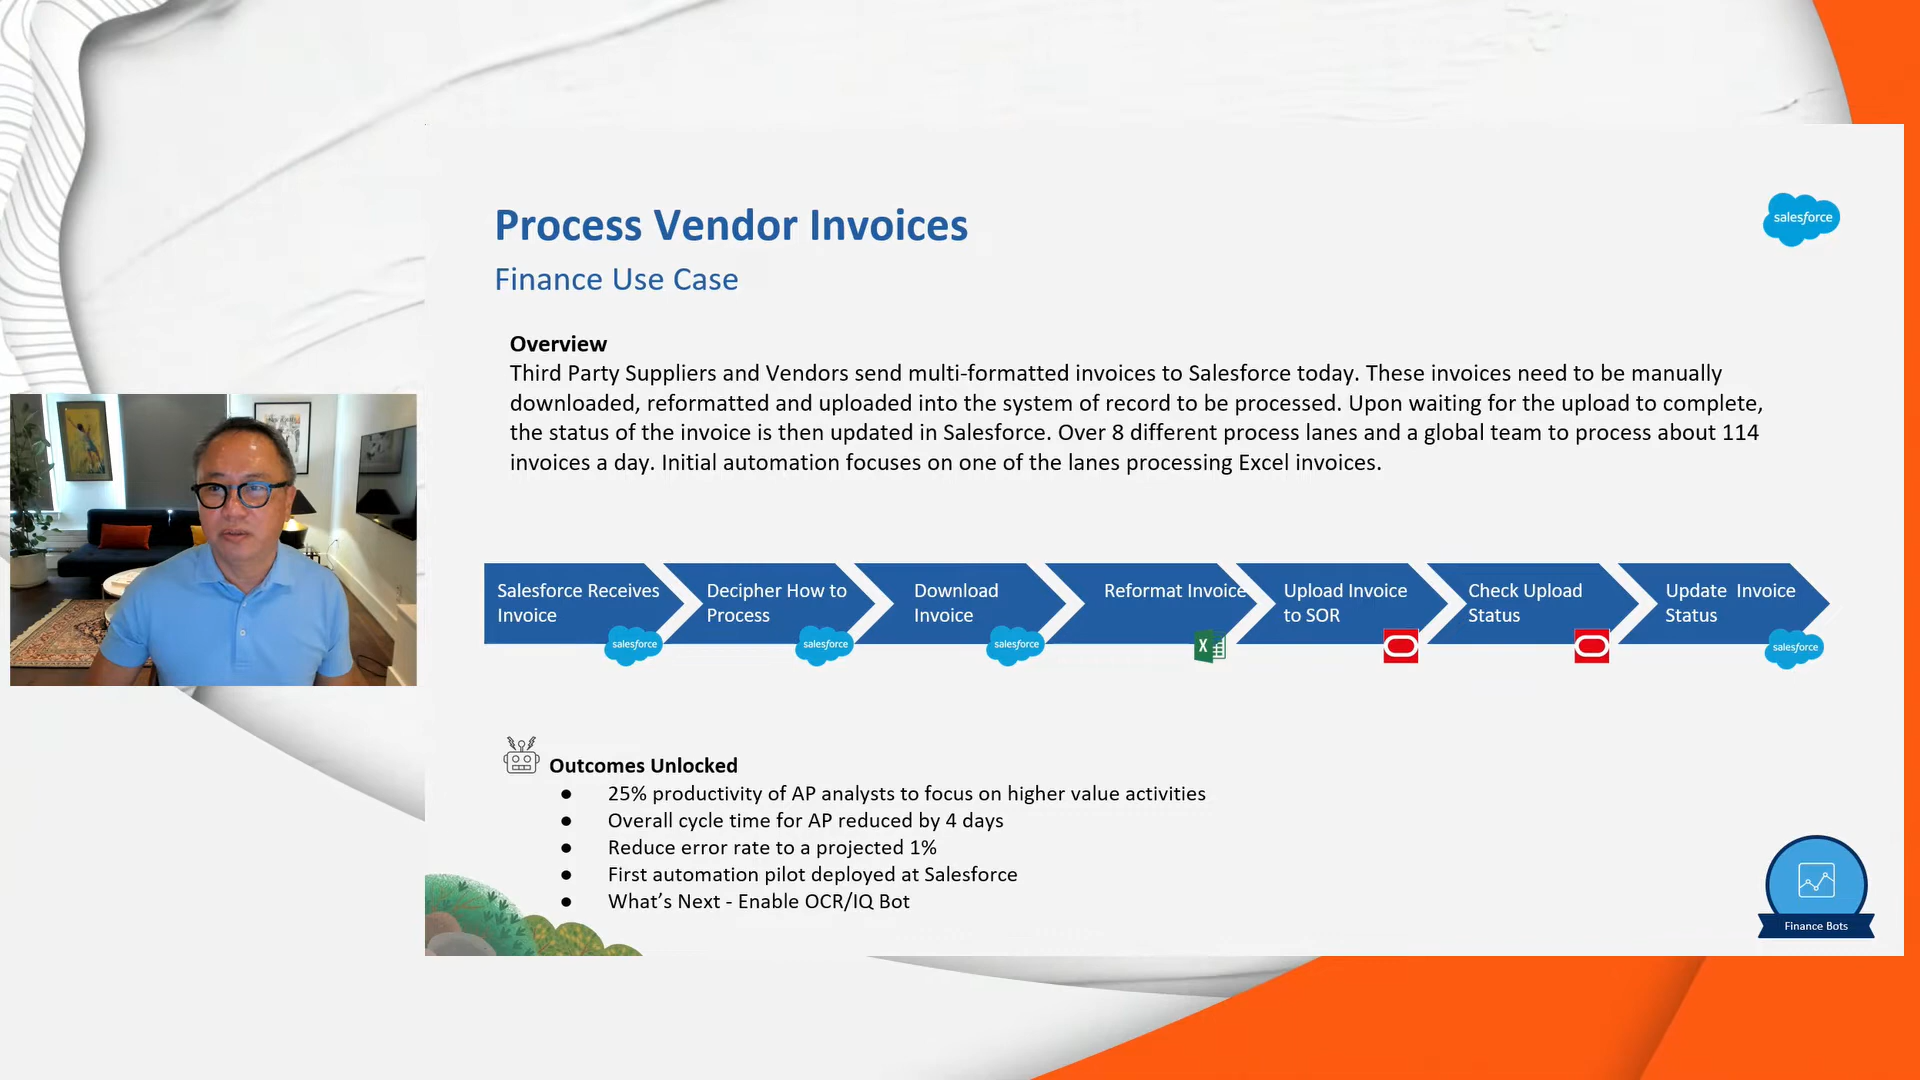 Process Vendor Invoices
salesforce
Finance Use Case
Overview
Third Party Suppliers and Vendors send multi-formatted invoices to Salesforce today. These invoices need to be manually
downloaded, reformatted and uploaded into the system of record to be processed. Upon waiting for the upload to complete,
the status of the invoice is then updated in Salesforce. Over 8 different process lanes and a global team to process about 114
invoices a day. Initial automation focuses on one of the lanes processing Excel invoices.
Salesforce Receives
Invoice
salesforce
Decipher How to
Process
salesforce
Download
Invoice
salesforce
Reformat Invoice
X
Upload Invoice
to SOR
Check Upload
Status
Update Invoice
Status
salesforce
Outcomes Unlocked
● 25% productivity of AP analysts to focus on higher value activities
● Overall cycle time for AP reduced by 4 days
● Reduce error rate to a projected 1%
● First automation pilot deployed at Salesforce
● What’s Next - Enable OCR/IQ Bot
Finance Bots